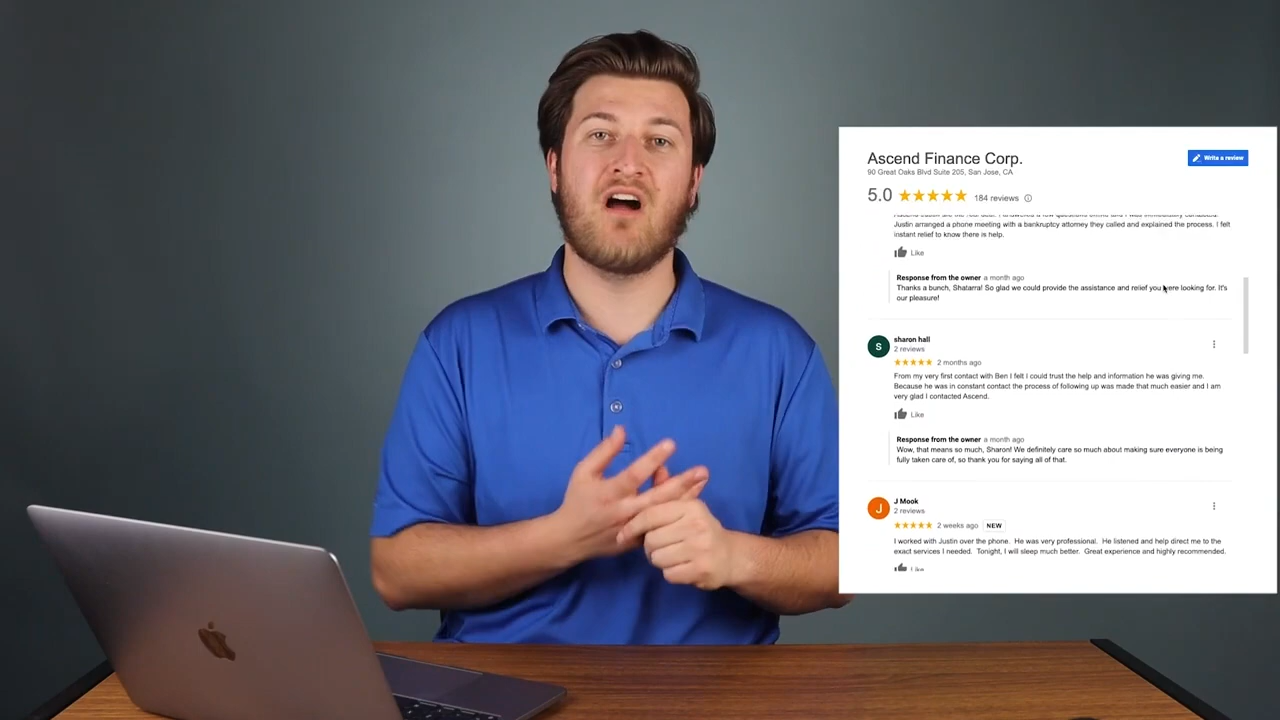 Ascend Finance Corp.
Write a review
90 Great Oaks Blvd Suite 205, San Jose, CA
5.0
184 reviews
Justin arranged a phone meeting with a bankruptcy attorney they called and explained the process. I felt
instant relief to know there is help.
Like
Response from the owner a month ago
Thanks a bunch, Shatarra! So glad we could provide the assistance and relief you were looking for. It's
our pleasure!
S
sharon hall
2 reviews
2 months ago
From my very first contact with Ben I felt I could trust the help and information he was giving me.
Because he was in constant contact the process of following up was made that much easier and I am
very glad I contacted Ascend.
Like
Response from the owner a month ago
Wow, that means so much, Sharon! We definitely care so much about making sure everyone is being
fully taken care of, so thank you for saying all of that.
J
J Mook
2 reviews
2 weeks ago NEW
I worked with Justin over the phone. He was very professional. He listened and help direct me to the
exact services I needed. Tonight, I will sleep much better. Great experience and highly recommended.
Like